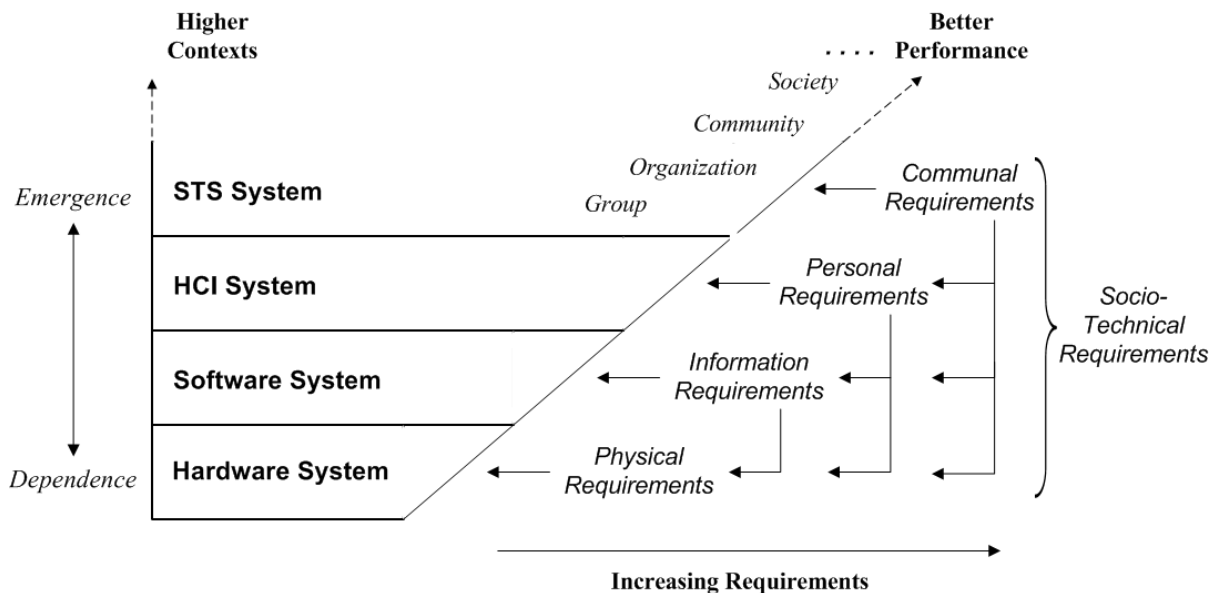 Higher
Contexts
Better
Performance
. . . .
Society
Community
Organization
Group
Emergence
STS System
Communal
Requirements
HCI System
Personal
Requirements
Socio-
Technical
Requirements
Software System
Information
Requirements
Dependence
Hardware System
Physical
Requirements
Increasing Requirements